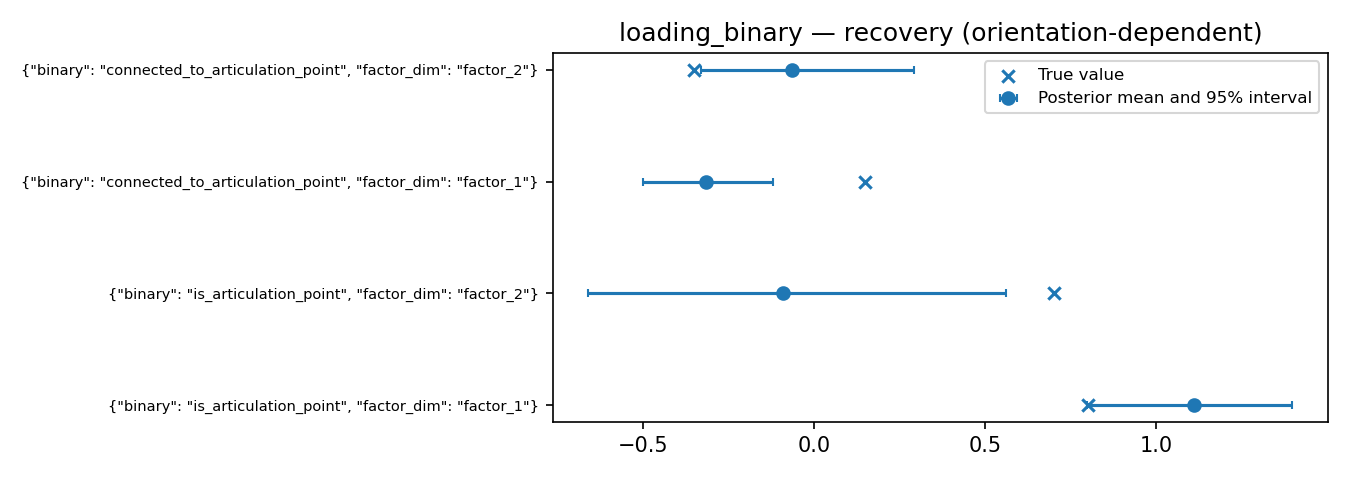 loading_binary — recovery (orientation-dependent)
{"binary": "connected_to_articulation_point", "factor_dim": "factor_2"}
{"binary": "connected_to_articulation_point", "factor_dim": "factor_1"}
{"binary": "is_articulation_point", "factor_dim": "factor_2"}
{"binary": "is_articulation_point", "factor_dim": "factor_1"}
True value
Posterior mean and 95% interval
−0.5 0.0 0.5 1.0